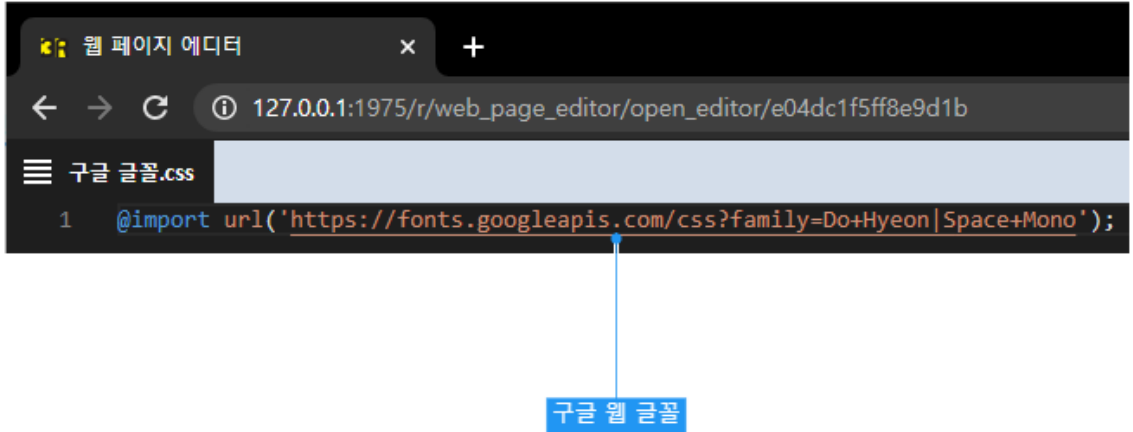 웹 페이지 에디터
127.0.0.1:1975/r/web_page_editor/open_editor/e04dc1f5ff8e9d1b
구글 글꼴.css
1 @import url('https://fonts.googleapis.com/css?family=Do+Hyeon|Space+Mono');
구글 웹 글꼴